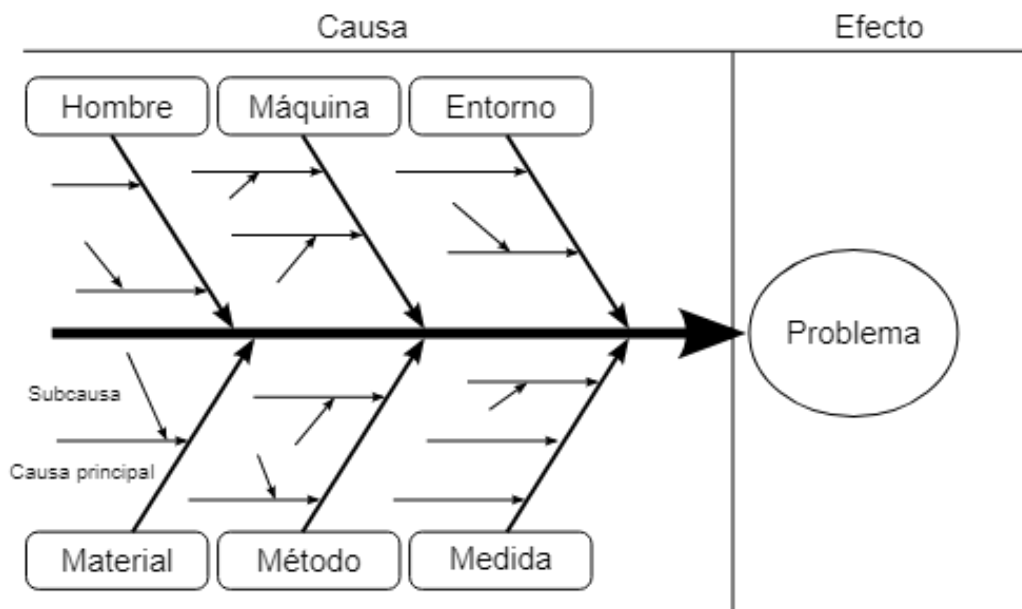 Causa
Efecto
Hombre
Máquina
Entorno
Problema
Subcausa
Causa principal
Material
Método
Medida